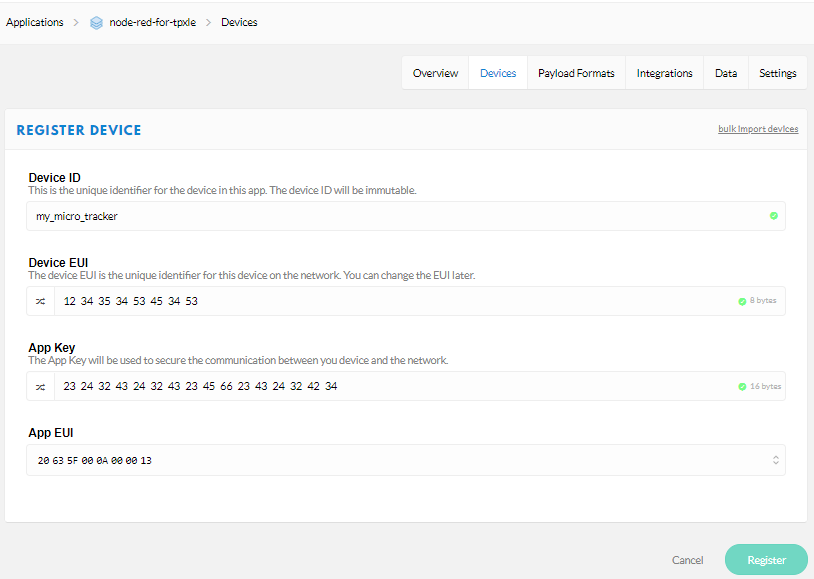 Applications > node-red-for-tpxle > Devices
Overview Devices Payload Formats Integrations Data Settings
REGISTER DEVICE
bulk import devices
Device ID
This is the unique identifier for the device in this app. The device ID will be immutable.
my_micro_tracker
Device EUI
The device EUI is the unique identifier for this device on the network. You can change the EUI later.
12 34 35 34 53 45 34 53 8 bytes
App Key
The App Key will be used to secure the communication between you device and the network.
23 24 32 43 24 32 43 23 45 66 23 43 24 32 42 34 16 bytes
App EUI
20 63 5F 00 0A 00 00 13
Cancel Register